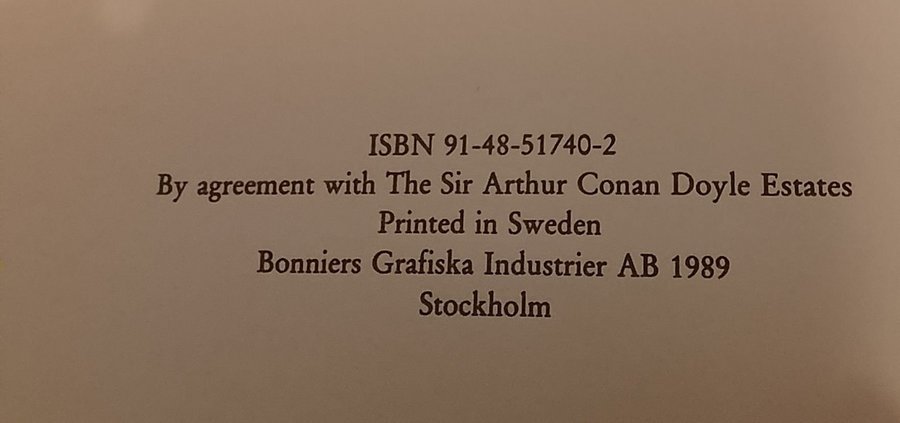 ISBN 91-48-51740-2
By agreement with The Sir Arthur Conan Doyle Estates
Printed in Sweden
Bonniers Grafiska Industrier AB 1989
Stockholm